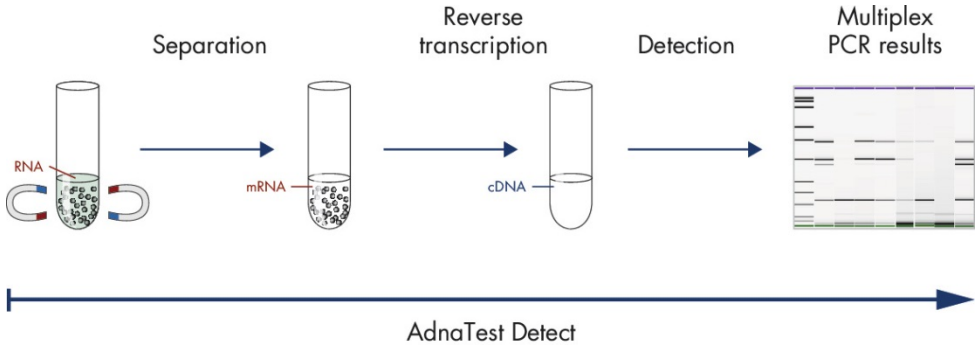 Separation
Reverse
transcription
Detection
Multiplex
PCR results
RNA
mRNA
cDNA
AdnaTest Detect